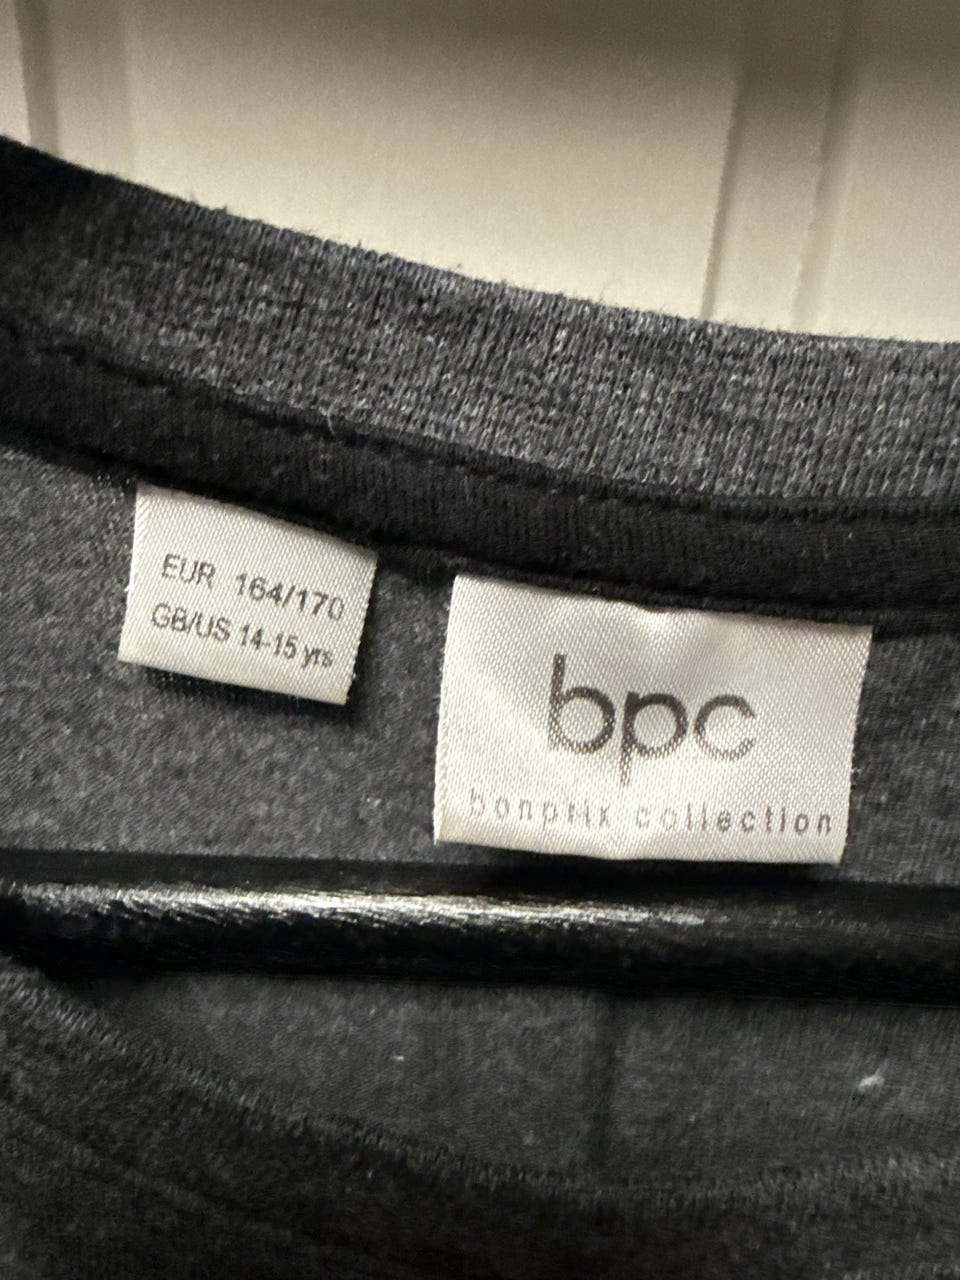 EUR 164/170
GB/US 14-15 yrs
bpc
bonprix collection